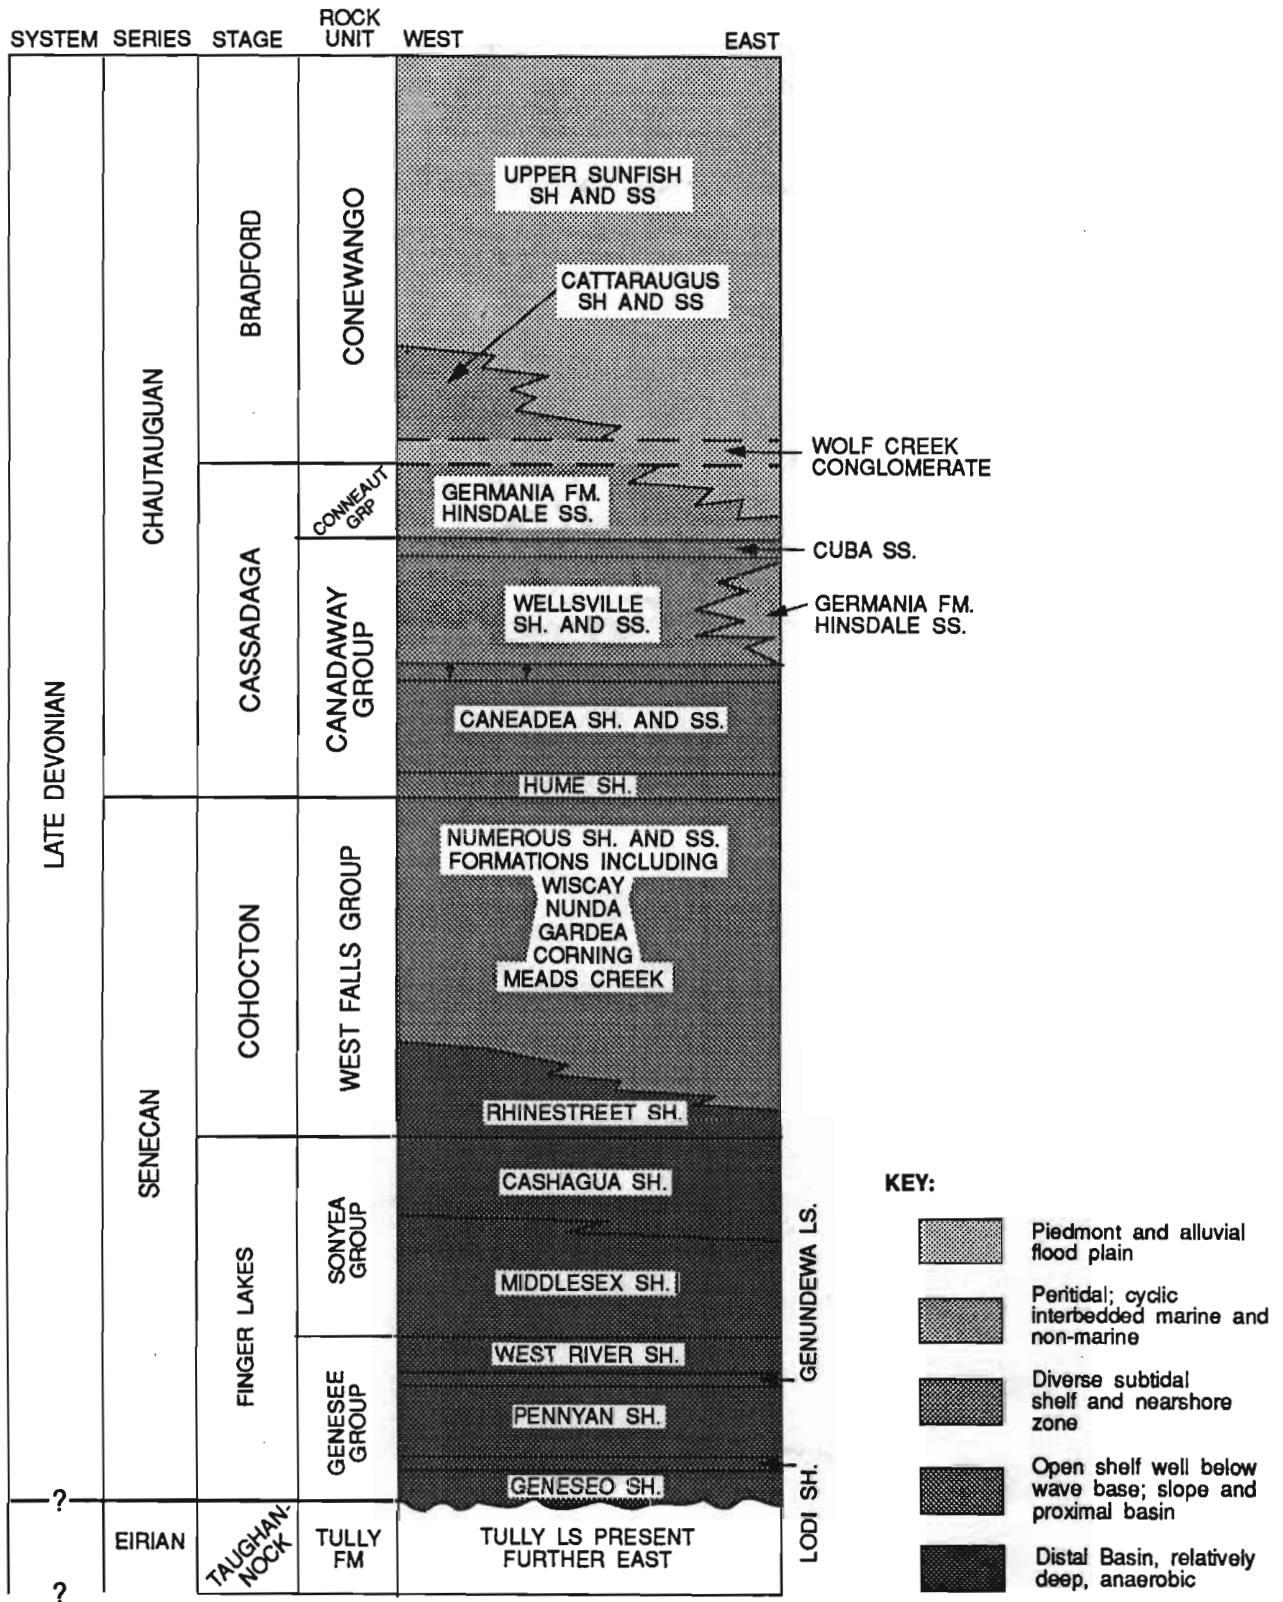 SYSTEM SERIES STAGE ROCK UNIT WEST EAST
LATE DEVONIAN
CHAUTAUGUAN
SENECAN
EIRIAN
BRADFORD
CASSADAGA
COHOCTON
FINGER LAKES
TAUGHAN-
NOCK
CONEWANGO
CONNEAUT
GRP
CANADAWAY
GROUP
WEST FALLS GROUP
SONYEA
GROUP
GENESEE
GROUP
TULLY
FM
UPPER SUNFISH
SH AND SS
CATTARAUGUS
SH AND SS
WOLF CREEK
CONGLOMERATE
GERMANIA FM.
HINSDALE SS.
CUBA SS.
WELLSVILLE
SH. AND SS.
GERMANIA FM.
HINSDALE SS.
CANEADEA SH. AND SS.
HUME SH.
NUMEROUS SH. AND SS.
FORMATIONS INCLUDING
WISCAY
NUNDA
GARDEA
CORNING
MEADS CREEK
RHINESTREET SH.
CASHAGUA SH.
MIDDLESEX SH.
WEST RIVER SH.
GENUNDEWA LS.
PENNYAN SH.
LODI SH.
GENESEO SH.
?
TULLY LS PRESENT
FURTHER EAST
?
KEY:
Piedmont and alluvial
flood plain
Peritidal; cyclic
interbedded marine and
non-marine
Diverse subtidal
shelf and nearshore
zone
Open shelf well below
wave base; slope and
proximal basin
Distal Basin, relatively
deep, anaerobic